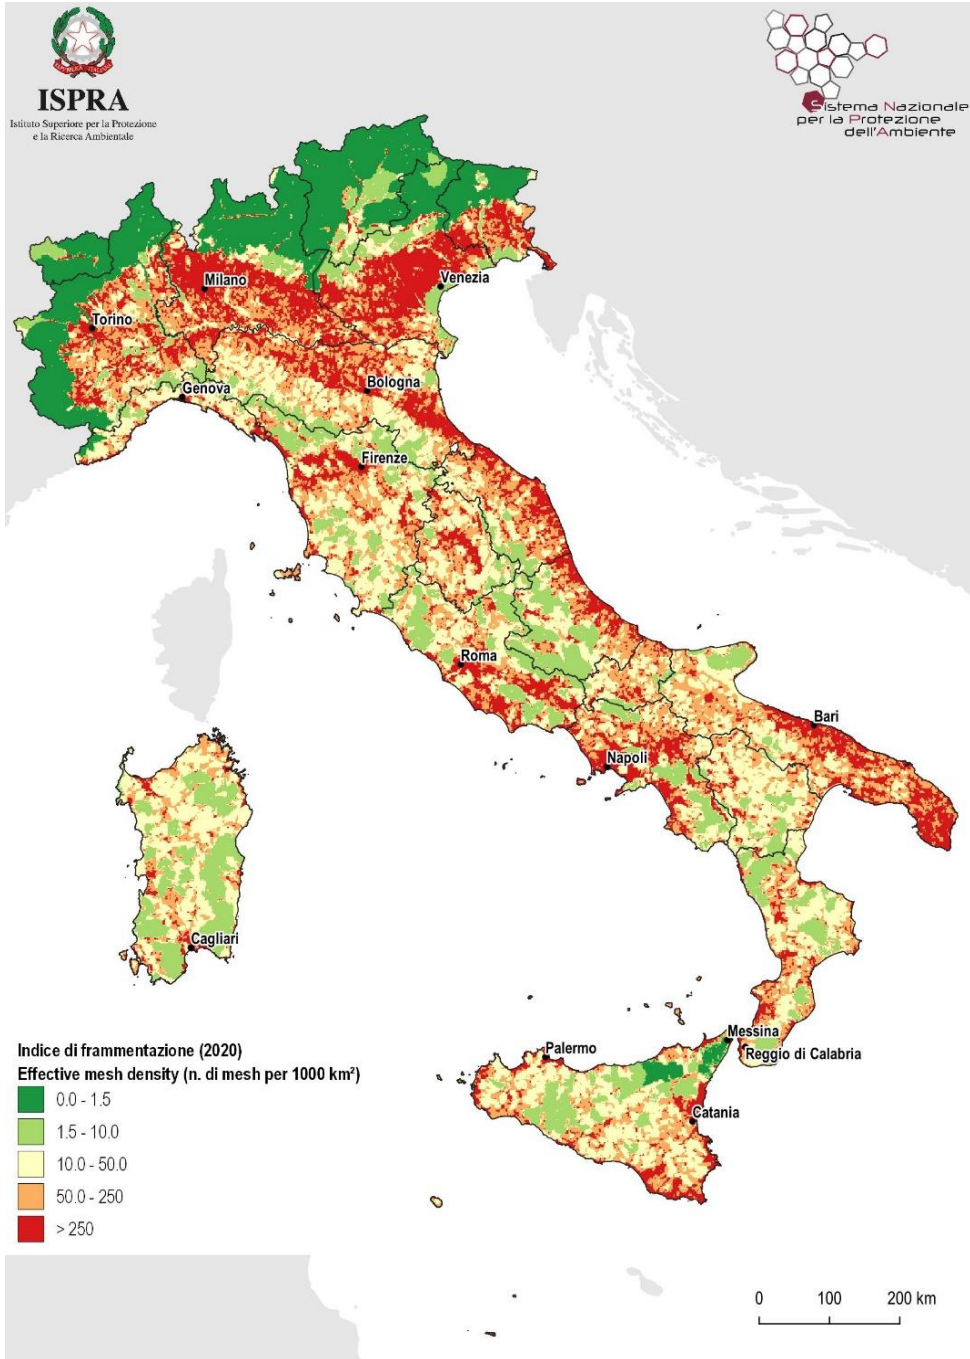 ISPRA
Istituto Superiore per la Protezione
e la Ricerca Ambientale
Sistema Nazionale
per la Protezione
dell'Ambiente
Milano
Venezia
Torino
Bologna
Genova
Firenze
Roma
Bari
Napoli
Cagliari
Messina
Palermo
Reggio di Calabria
Catania
Indice di frammentazione (2020)
Effective mesh density (n. di mesh per 1000 km²)
0.0 - 1.5
1.5 - 10.0
10.0 - 50.0
50.0 - 250
> 250
0 100 200 km